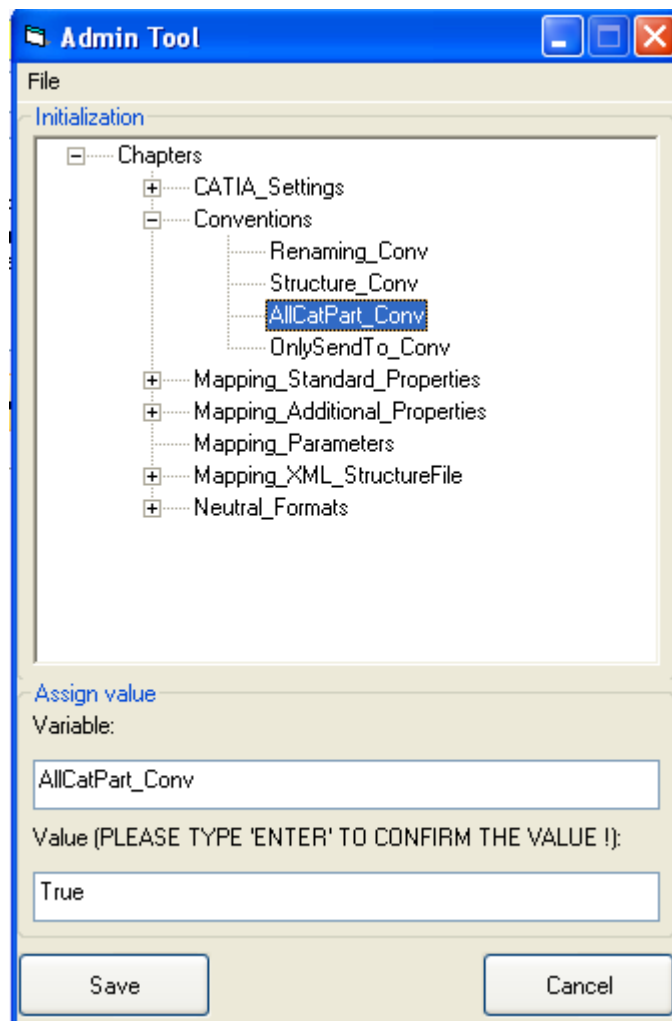 Admin Tool
File
Initialization
Chapters
CATIA_Settings
Conventions
Renaming_Conv
Structure_Conv
AllCatPart_Conv
OnlySendTo_Conv
Mapping_Standard_Properties
Mapping_Additional_Properties
Mapping_Parameters
Mapping_XML_StructureFile
Neutral_Formats
Assign value
Variable:
AllCatPart_Conv
Value (PLEASE TYPE 'ENTER' TO CONFIRM THE VALUE !):
True
Save Cancel